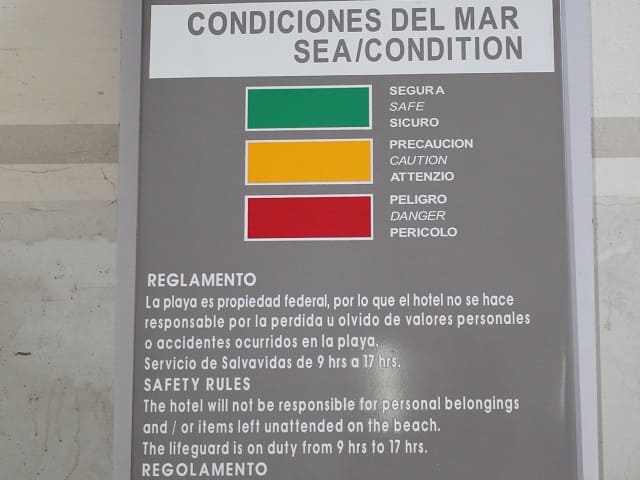 CONDICIONES DEL MAR
SEA/CONDITION
SEGURA
SAFE
SICURO
PRECAUCION
CAUTION
ATTENZIO
PELIGRO
DANGER
PERICOLO
REGLAMENTO
La playa es propiedad federal, por lo que el hotel no se hace
responsable por la perdida u olvido de valores personales
o accidentes ocurridos en la playa.
Servicio de Salvavidas de 9 hrs a 17 hrs.
SAFETY RULES
The hotel will not be responsible for personal belongings
and / or items left unattended on the beach.
The lifeguard is on duty from 9 hrs to 17 hrs.
REGOLAMENTO